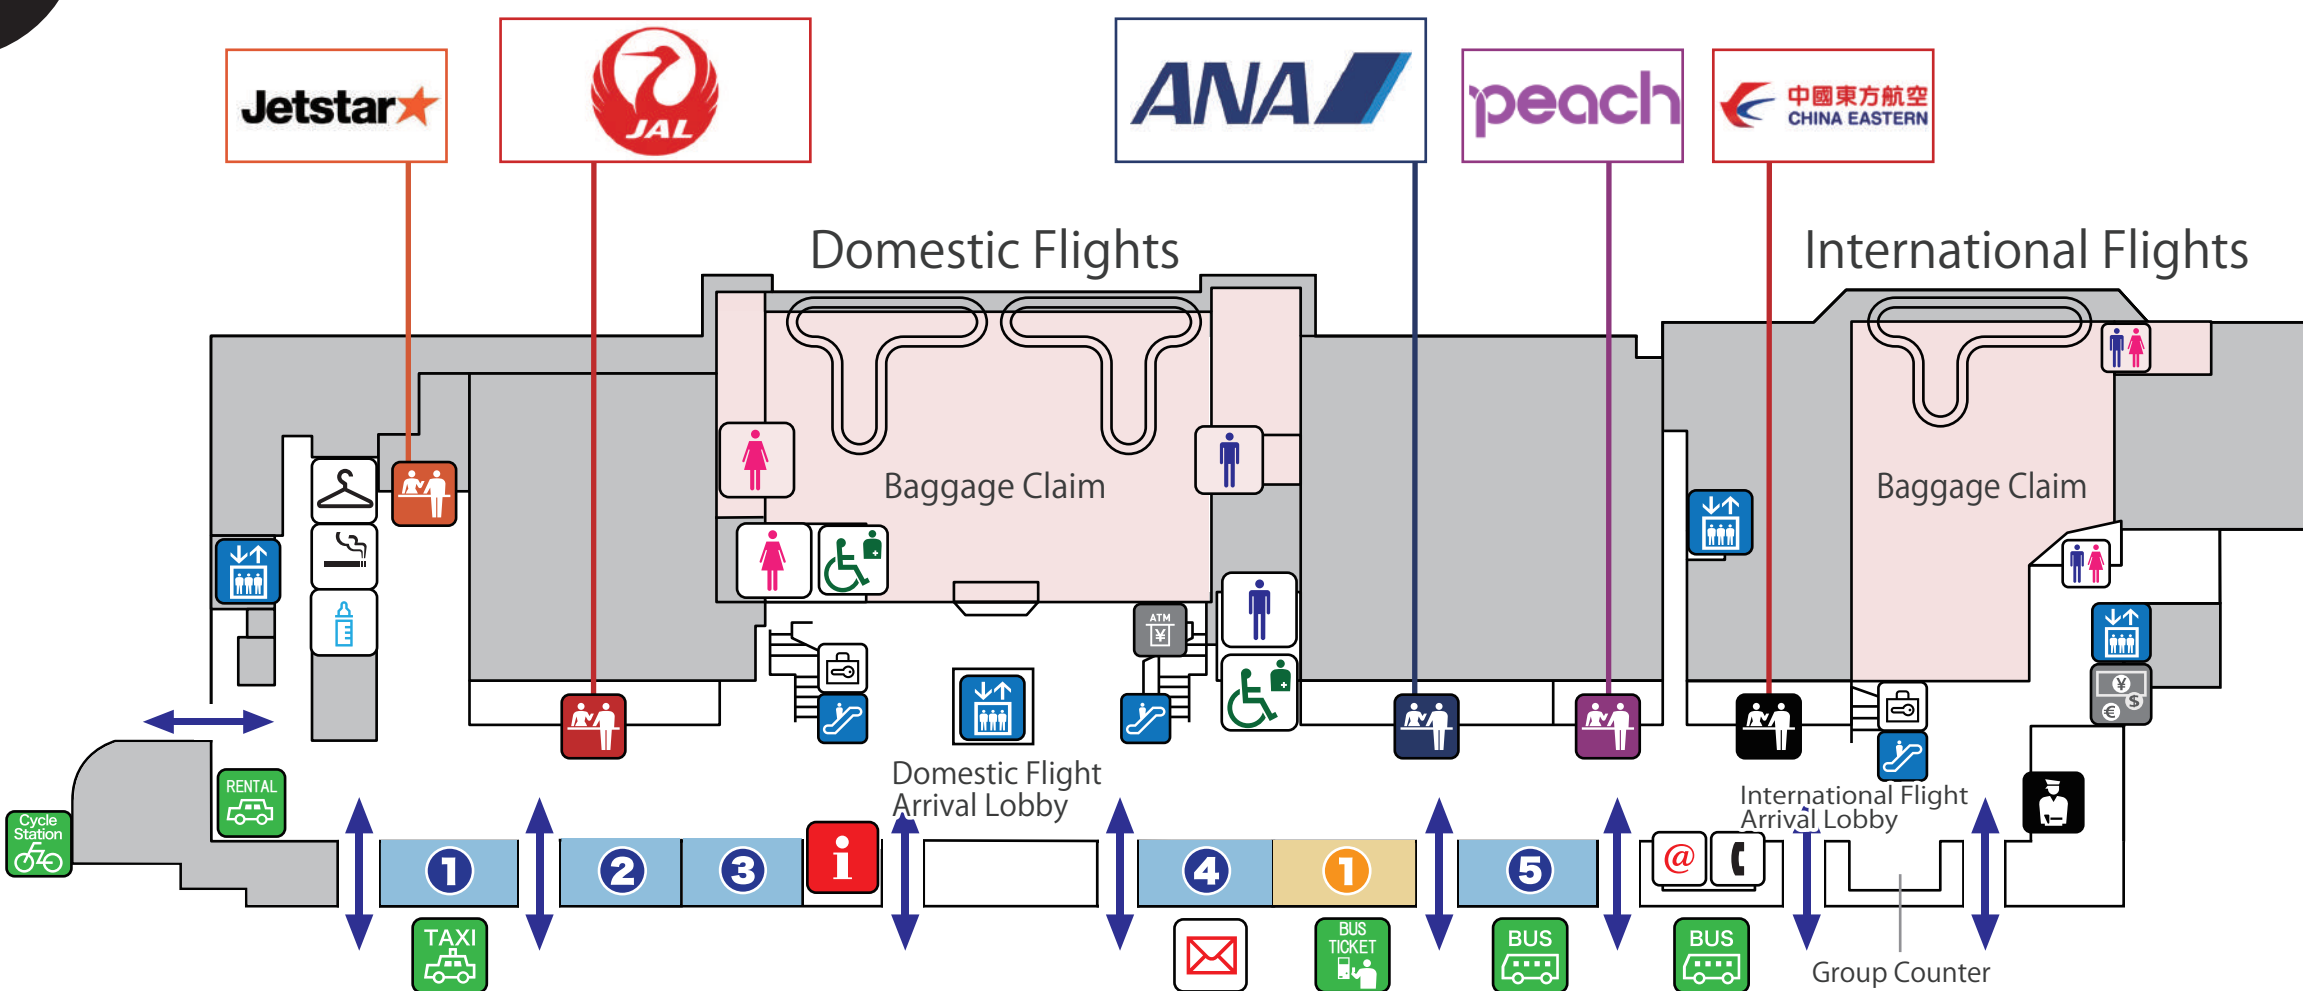 Jetstar
JAL
ANA
peach
中國東方航空
CHINA EASTERN
Domestic Flights
International Flights
Baggage Claim
Baggage Claim
ATM
¥
¥
$
€
RENTAL
Domestic Flight
Arrival Lobby
International Flight
Arrival Lobby
Cycle
Station
1
2
3
i
4
1
5
@
TAXI
BUS
TICKET
BUS
BUS
Group Counter